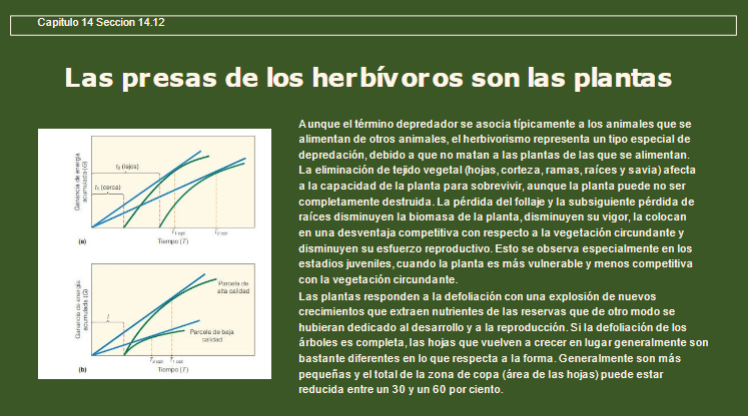 Capítulo 14 Seccion 14.12
Las presas de los herbívoros son las plantas
Aunque el término depredador se asocia típicamente a los animales que se
alimentan de otros animales, el herbivorismo representa un tipo especial de
depredación, debido a que no matan a las plantas de las que se alimentan.
La eliminación de tejido vegetal (hojas, corteza, ramas, raíces y savia) afecta
a la capacidad de la planta para sobrevivir, aunque la planta puede no ser
completamente destruida. La pérdida del follaje y la subsiguiente pérdida de
raíces disminuyen la biomasa de la planta, disminuyen su vigor, la colocan
en una desventaja competitiva con respecto a la vegetación circundante y
disminuyen su esfuerzo reproductivo. Esto se observa especialmente en los
estadios juveniles, cuando la planta es más vulnerable y menos competitiva
con la vegetación circundante.
Las plantas responden a la defoliación con una explosión de nuevos
crecimientos que extraen nutrientes de las reservas que de otro modo se
hubieran dedicado al desarrollo y a la reproducción. Si la defoliación de los
árboles es completa, las hojas que vuelven a crecer en lugar generalmente son
bastante diferentes en lo que respecta a la forma. Generalmente son más
pequeñas y el total de la zona de copa (área de las hojas) puede estar
reducida entre un 30 y un 60 por ciento.
Ganancia de energía
acumulada (G)
t₂ (lejos)
t₁ (cerca)
(a)
Tiempo (T)
Ganancia de energía
acumulada (G)
Parcela de
alta calidad
t
Parcela de baja
calidad
(b)
Tiempo (T)